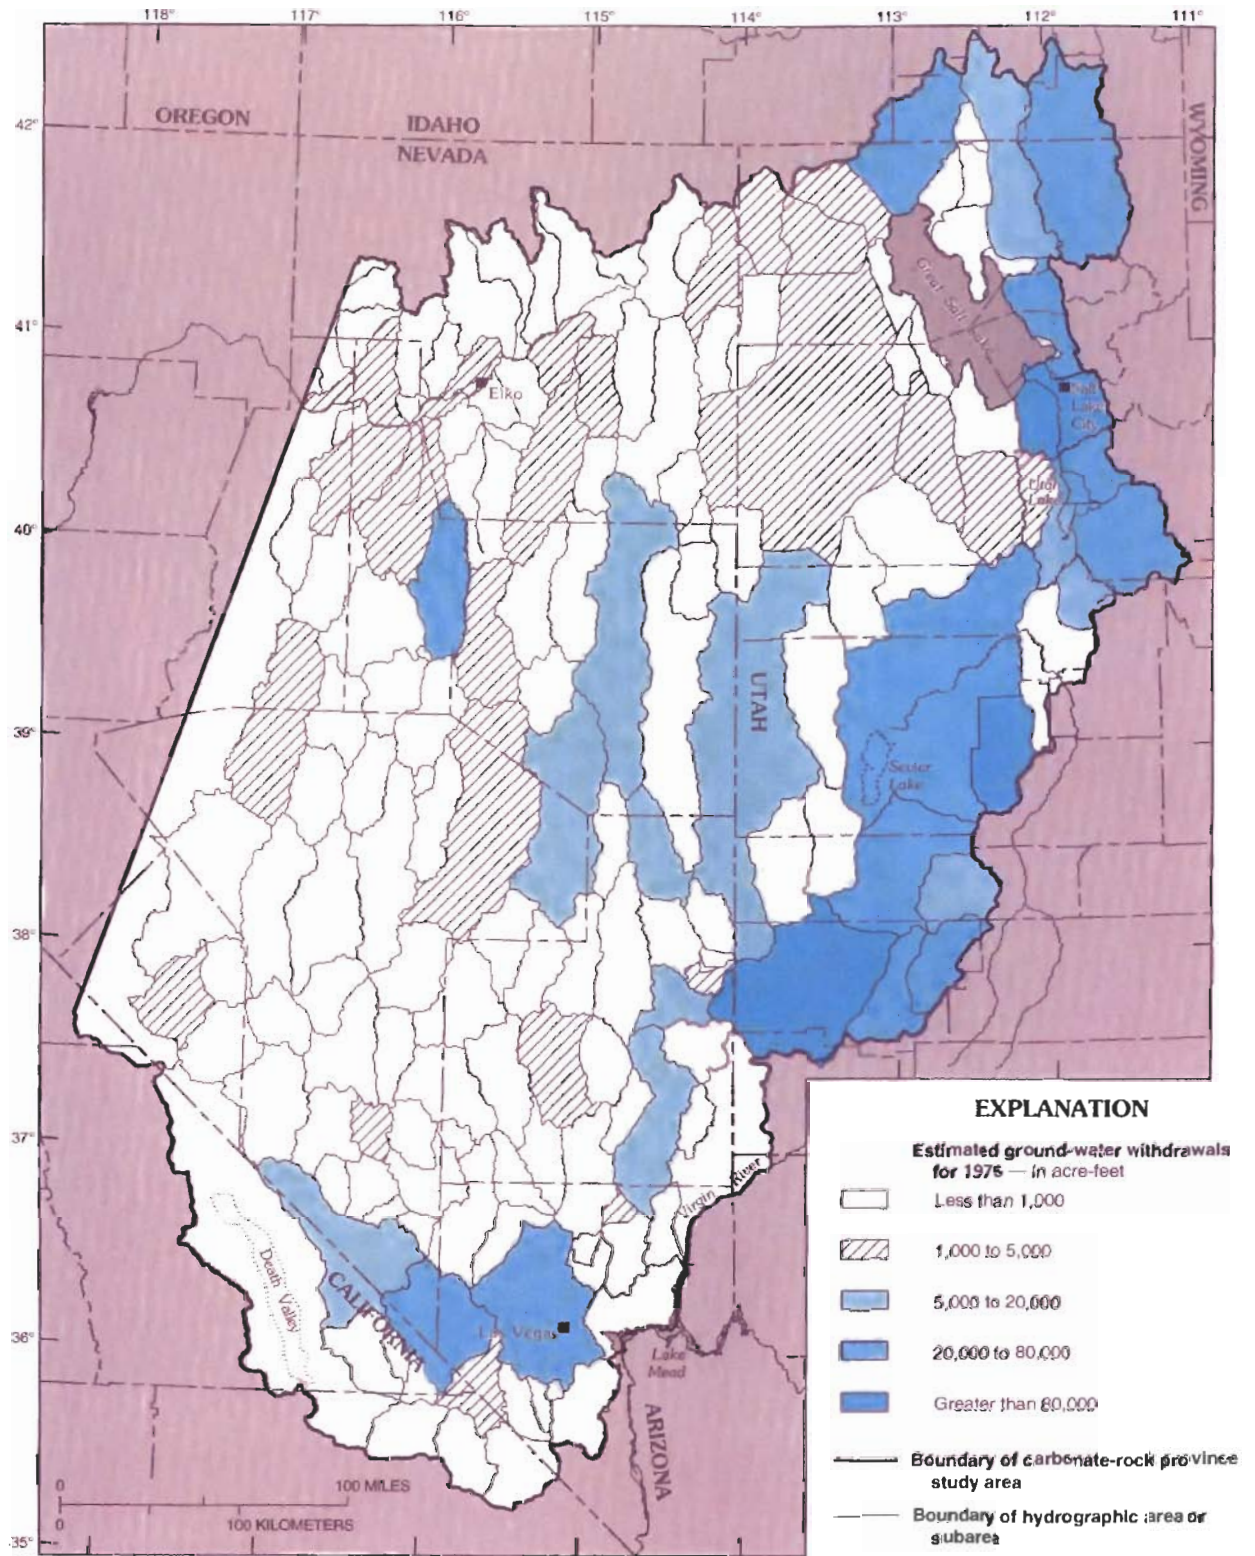 118° 117° 116° 115° 114° 113° 112° 111°
42°
41°
40°
39°
38°
37°
36°
35°
OREGON
IDAHO
NEVADA
WYOMING
Great Salt Lake
Elko
Salt
Lake
City
Utah
Lake
UTAH
Sevier
Lake
Virgin River
Death Valley
CALIFORNIA
Las Vegas
Lake
Mead
ARIZONA
0 100 MILES
0 100 KILOMETERS
EXPLANATION
Estimated ground-water withdrawals
for 1975 — in acre-feet
Less than 1,000
1,000 to 5,000
5,000 to 20,000
20,000 to 80,000
Greater than 80,000
Boundary of carbonate-rock province
study area
Boundary of hydrographic area or
subarea